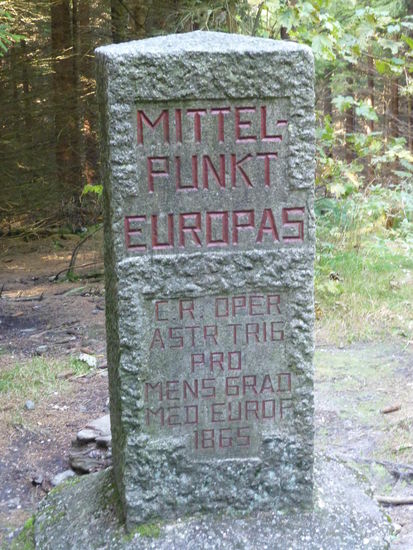 MITTEL-
PUNKT
EUROPAS
C.R. OPER
ASTR TRIG
PRO
MENS GRAD
MED EUROP
1865